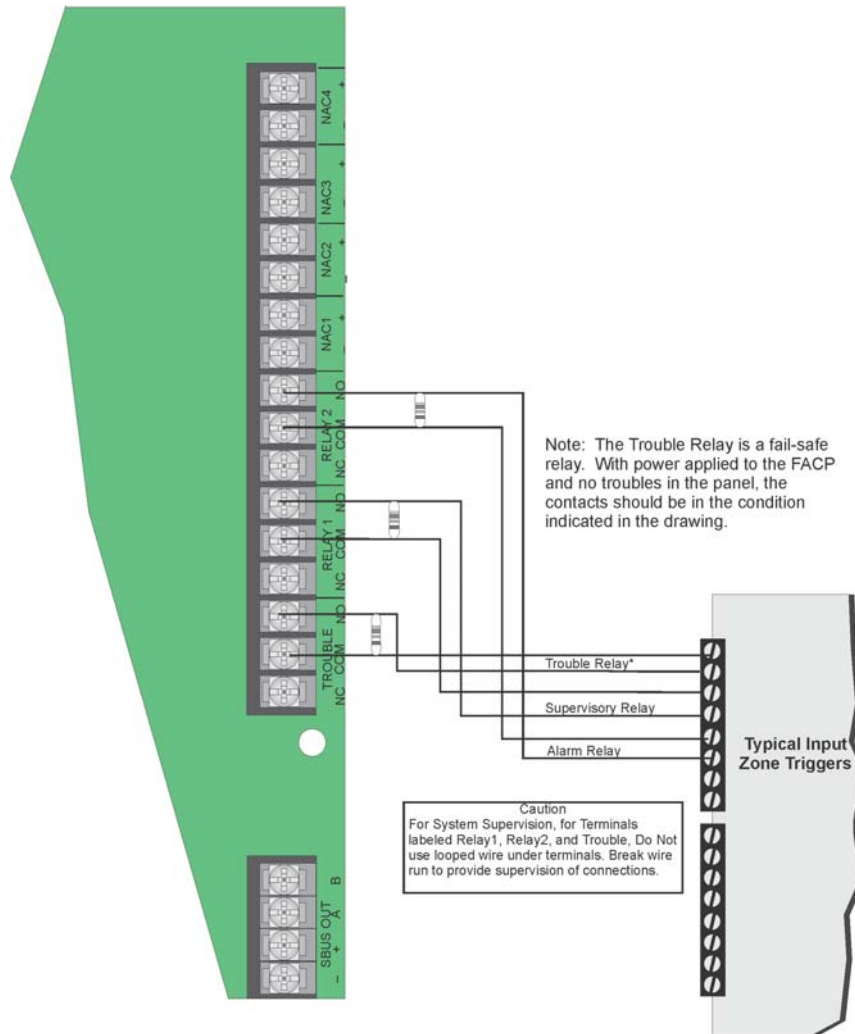 +
NAC4
–
+
NAC3
–
+
NAC2
–
+
NAC1
–
NO
RELAY 2
COM
NC
NO
RELAY 1
COM
NC
NO
TROUBLE
COM
NC
Note: The Trouble Relay is a fail-safe
relay. With power applied to the FACP
and no troubles in the panel, the
contacts should be in the condition
indicated in the drawing.
Trouble Relay*
Supervisory Relay
Alarm Relay
Typical Input
Zone Triggers
Caution
For System Supervision, for Terminals
labeled Relay1, Relay2, and Trouble, Do Not
use looped wire under terminals. Break wire
run to provide supervision of connections.
B
A
SBUS OUT
+
–